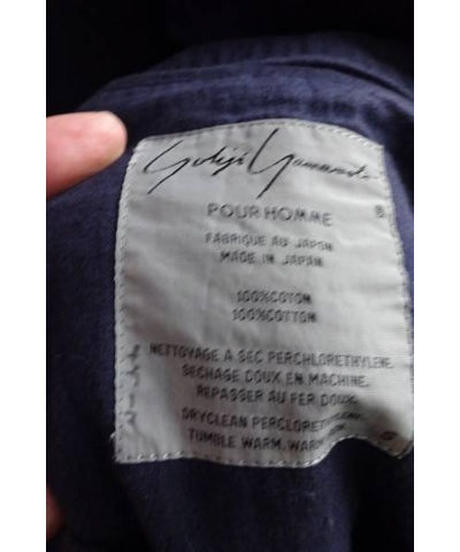 Yohji Yamamoto
POUR HOMME
FABRIQUE AU JAPON
MADE IN JAPAN
100%COTON
100%COTTON
NETTOYAGE A SEC PERCHLORETHYLENE.
SECHAGE DOUX EN MACHINE.
REPASSER AU FER DOUX.
DRYCLEAN PERCLORETHYLENE.
TUMBLE WARM. WARM